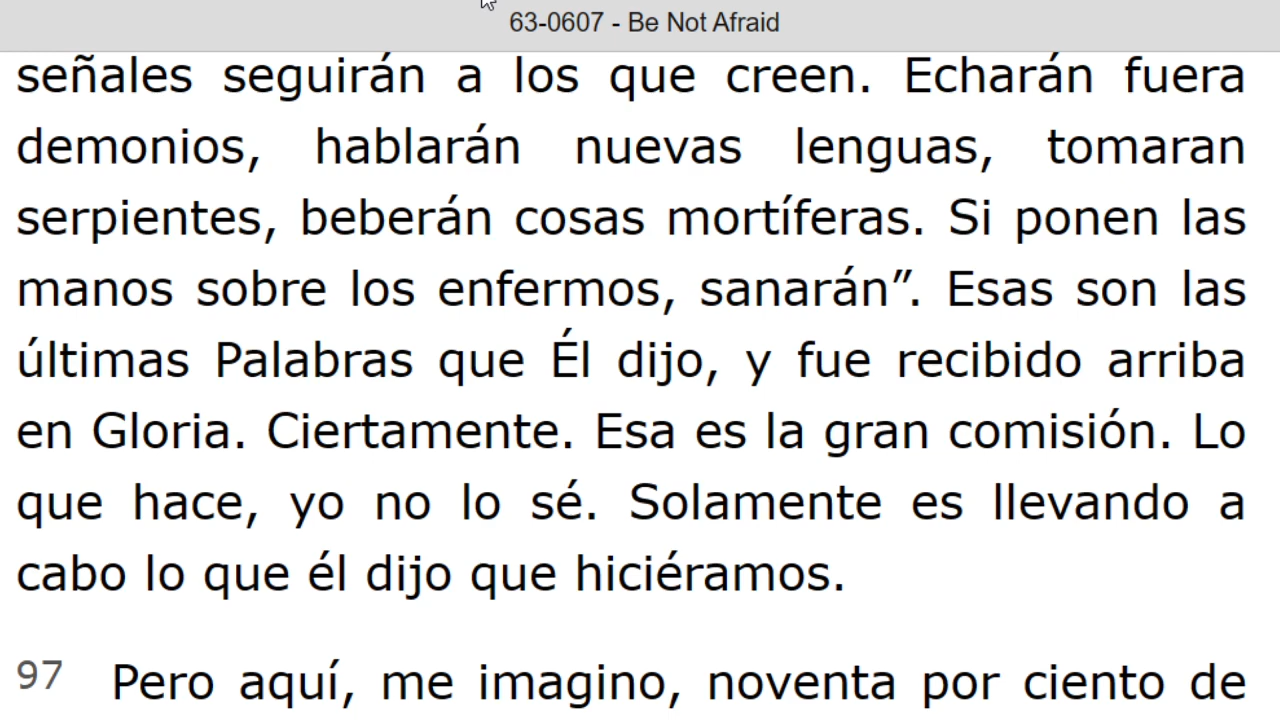 63-0607 - Be Not Afraid
señales seguirán a los que creen. Echarán fuera
demonios, hablarán nuevas lenguas, tomaran
serpientes, beberán cosas mortíferas. Si ponen las
manos sobre los enfermos, sanarán”. Esas son las
últimas Palabras que Él dijo, y fue recibido arriba
en Gloria. Ciertamente. Esa es la gran comisión. Lo
que hace, yo no lo sé. Solamente es llevando a
cabo lo que él dijo que hiciéramos.
97 Pero aquí, me imagino, noventa por ciento de